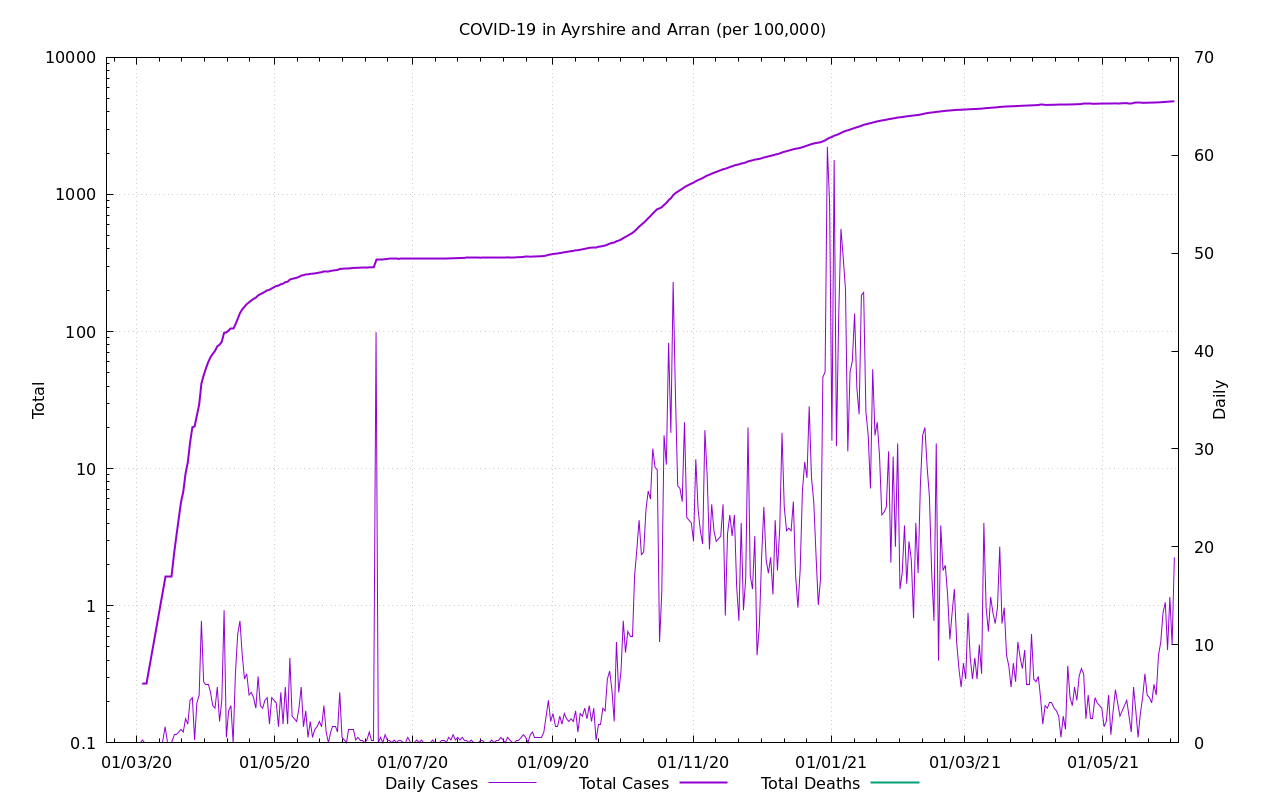 COVID-19 in Ayrshire and Arran (per 100,000)
10000
1000
100
10
1
0.1
Total
70
60
50
40
30
20
10
0
Daily
01/03/20 01/05/20 01/07/20 01/09/20 01/11/20 01/01/21 01/03/21 01/05/21
Daily Cases Total Cases Total Deaths